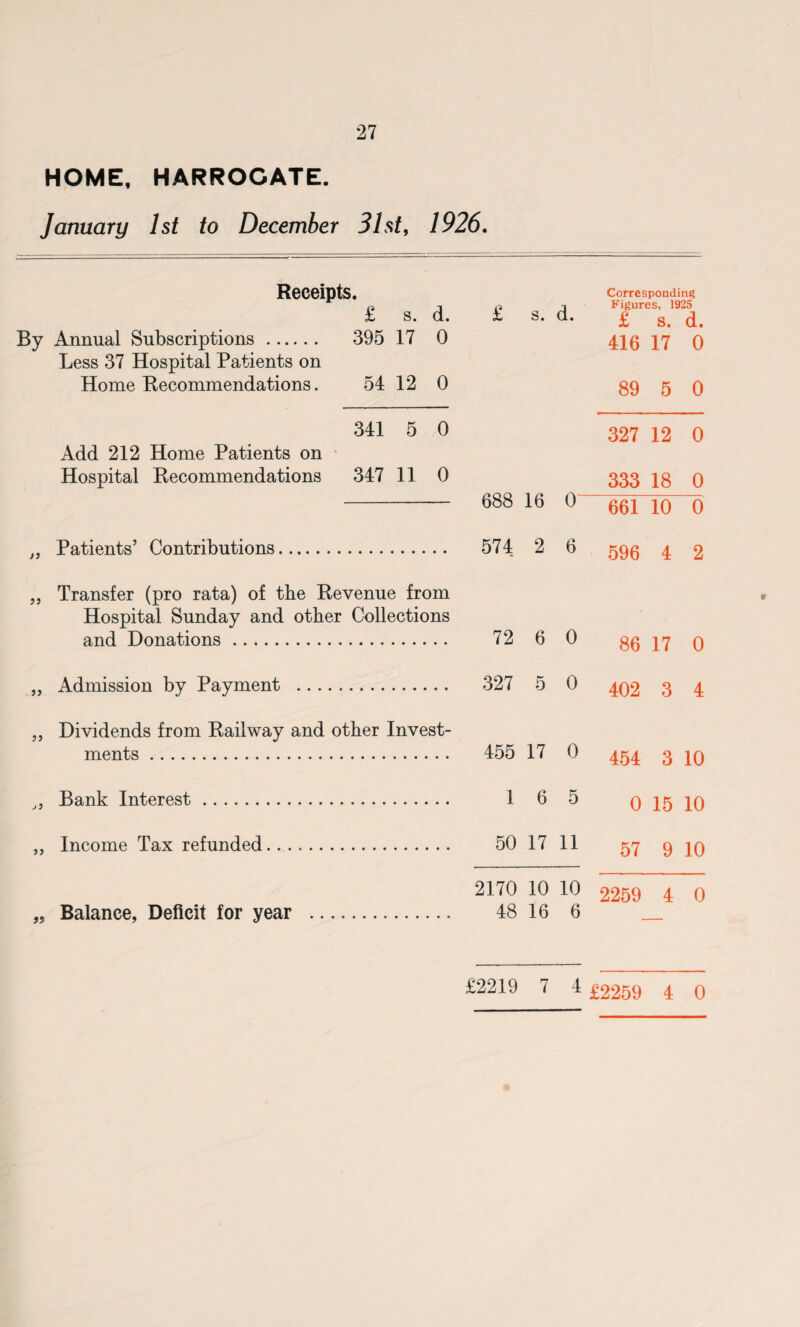 27
HOME, HARROGATE.
January 1st to December 31st, 1926.
Receipts.
Corresponding
Figures, 1925
£ s. d. £ s. d. £ s. d.
By Annual Subscriptions ...... 395 17 0 416 17 0
Less 37 Hospital Patients on
Home Recommendations. 54 12 0 89 5 0
341 5 0 327 12 0
Add 212 Home Patients on
Hospital Recommendations 347 11 0 333 18 0
688 16 0 661 10 0
„ Patients’ Contributions.................. 574 2 6 596 4 2
„ Transfer (pro rata) of the Revenue from
Hospital Sunday and other Collections
and Donations ...................... 72 6 0 86 17 0
„ Admission by Payment ................ 327 5 0 402 3 4
„ Dividends from Railway and other Invest-
ments .............................. 455 17 0 454 3 10
„ Bank Interest ......................... 1 6 5 0 15 10
„ Income Tax refunded................... 50 17 11 57 9 10
2170 10 10 2259 4 0
„ Balance, Deficit for year ............... 48 16 6 —
£2219 7 4 £2259 4 0